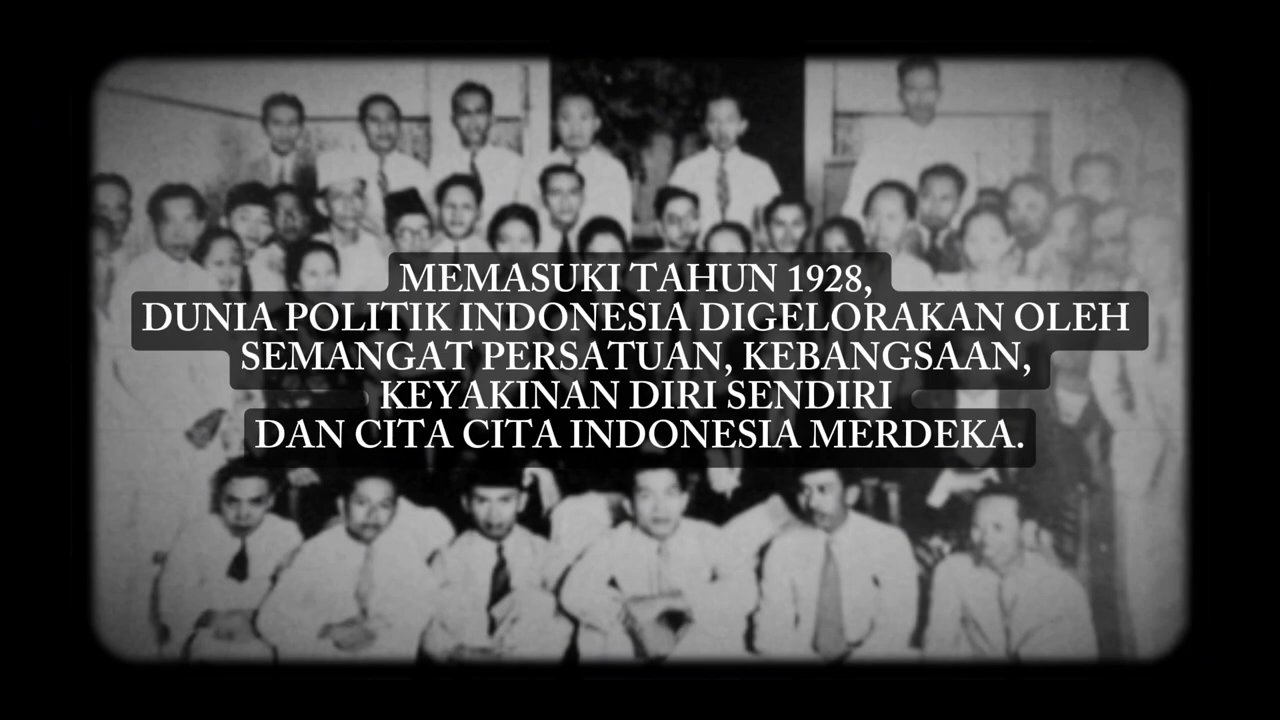 MEMASUKI TAHUN 1928,
DUNIA POLITIK INDONESIA DIGELORAKAN OLEH
SEMANGAT PERSATUAN, KEBANGSAAN,
KEYAKINAN DIRI SENDIRI
DAN CITA CITA INDONESIA MERDEKA.